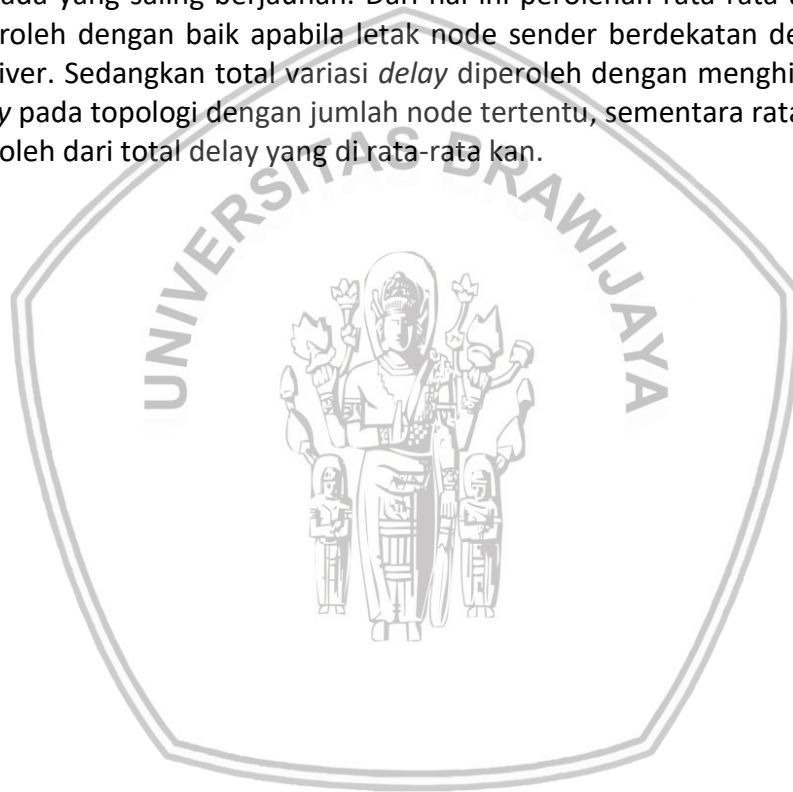 ada yang saling berjauhan. Dari hal ini perolehan rata-rata
roleh dengan baik apabila letak node sender berdekatan de
iver. Sedangkan total variasi delay diperoleh dengan menghi
y pada topologi dengan jumlah node tertentu, sementara rata
oleh dari total delay yang di rata-rata kan.
UNIVERSITAS BRAWIJAYA